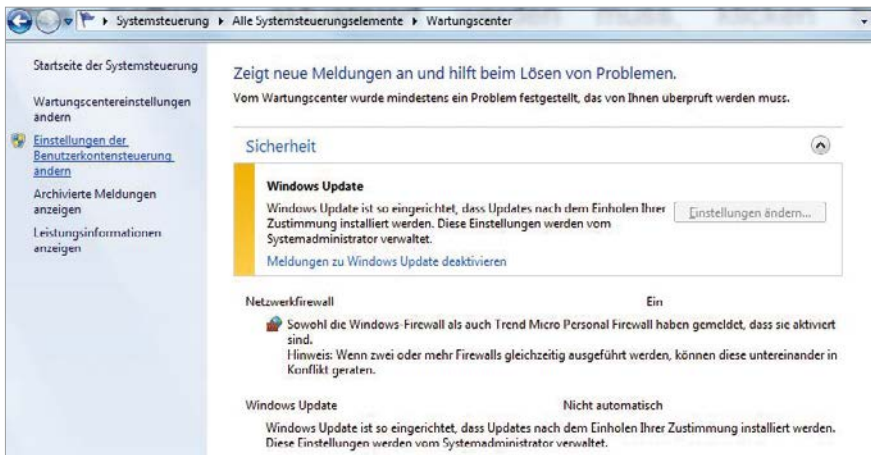 Systemsteuerung Alle Systemsteuerungselemente Wartungscenter
Startseite der Systemsteuerung
Wartungscentereinstellungen
ändern
Einstellungen der
Benutzerkontensteuerung
ändern
Archivierte Meldungen
anzeigen
Leistungsinformationen
anzeigen
Zeigt neue Meldungen an und hilft beim Lösen von Problemen.
Vom Wartungscenter wurde mindestens ein Problem festgestellt, das von Ihnen überprüft werden muss.
Sicherheit
Windows Update
Windows Update ist so eingerichtet, dass Updates nach dem Einholen Ihrer
Zustimmung installiert werden. Diese Einstellungen werden vom
Systemadministrator verwaltet.
Einstellungen ändern...
Meldungen zu Windows Update deaktivieren
Netzwerkfirewall Ein
Sowohl die Windows-Firewall als auch Trend Micro Personal Firewall haben gemeldet, dass sie aktiviert
sind.
Hinweis: Wenn zwei oder mehr Firewalls gleichzeitig ausgeführt werden, können diese untereinander in
Konflikt geraten.
Windows Update Nicht automatisch
Windows Update ist so eingerichtet, dass Updates nach dem Einholen Ihrer Zustimmung installiert werden.
Diese Einstellungen werden vom Systemadministrator verwaltet.